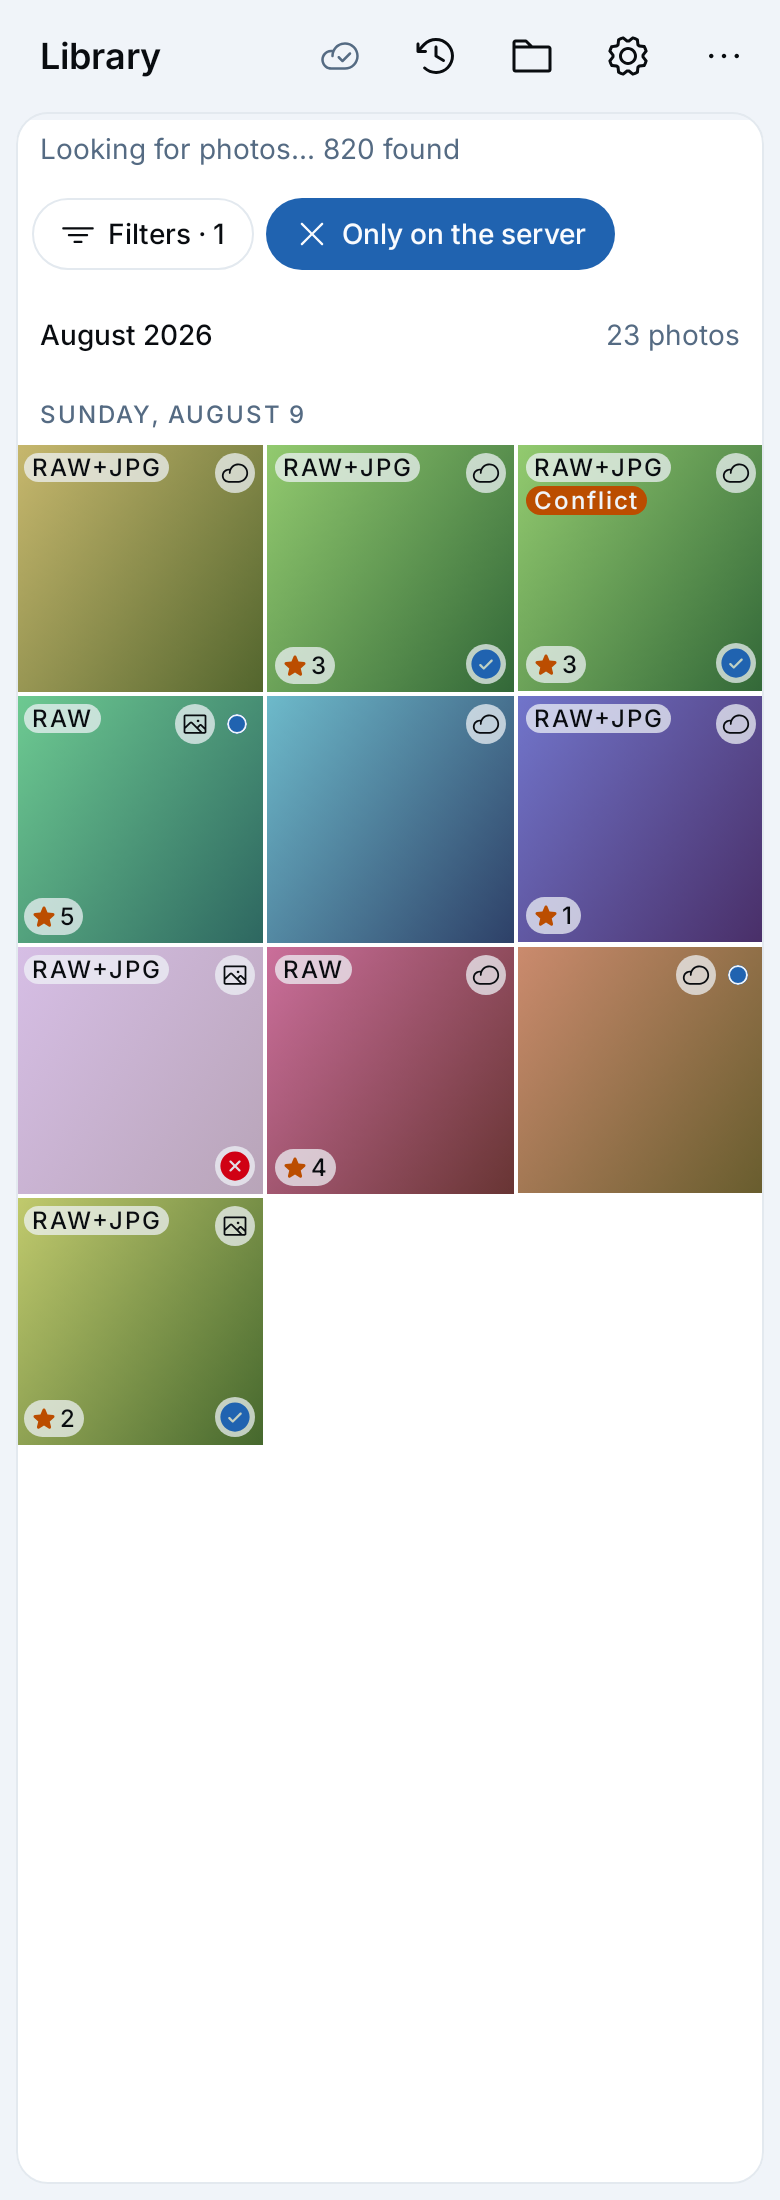 Library
Looking for photos... 820 found
Filters · 1
Only on the server
August 2026
23 photos
SUNDAY, AUGUST 9
RAW+JPG
RAW+JPG
3
RAW+JPG
Conflict
3
RAW
5
RAW+JPG
1
RAW+JPG
RAW
4
RAW+JPG
2